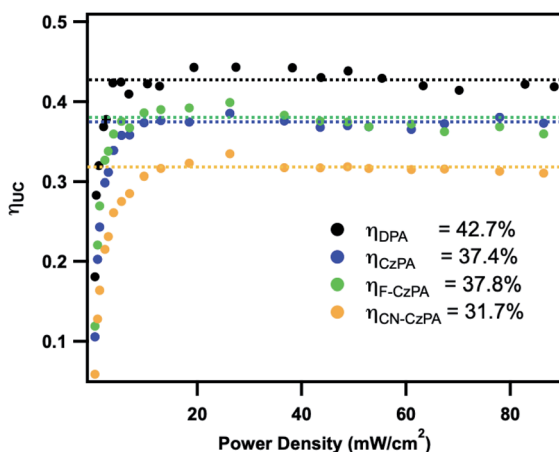 0.5
0.4
0.3
0.2
0.1
ηUC
ηDPA = 42.7%
ηCzPA = 37.4%
ηF-CzPA = 37.8%
ηCN-CzPA = 31.7%
20 40 60 80
Power Density (mW/cm²)